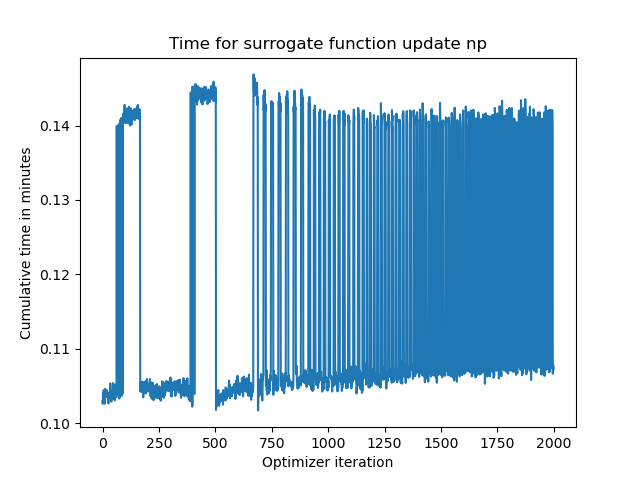 Time for surrogate function update np
Cumulative time in minutes
0.14
0.13
0.12
0.11
0.10
0 250 500 750 1000 1250 1500 1750 2000
Optimizer iteration